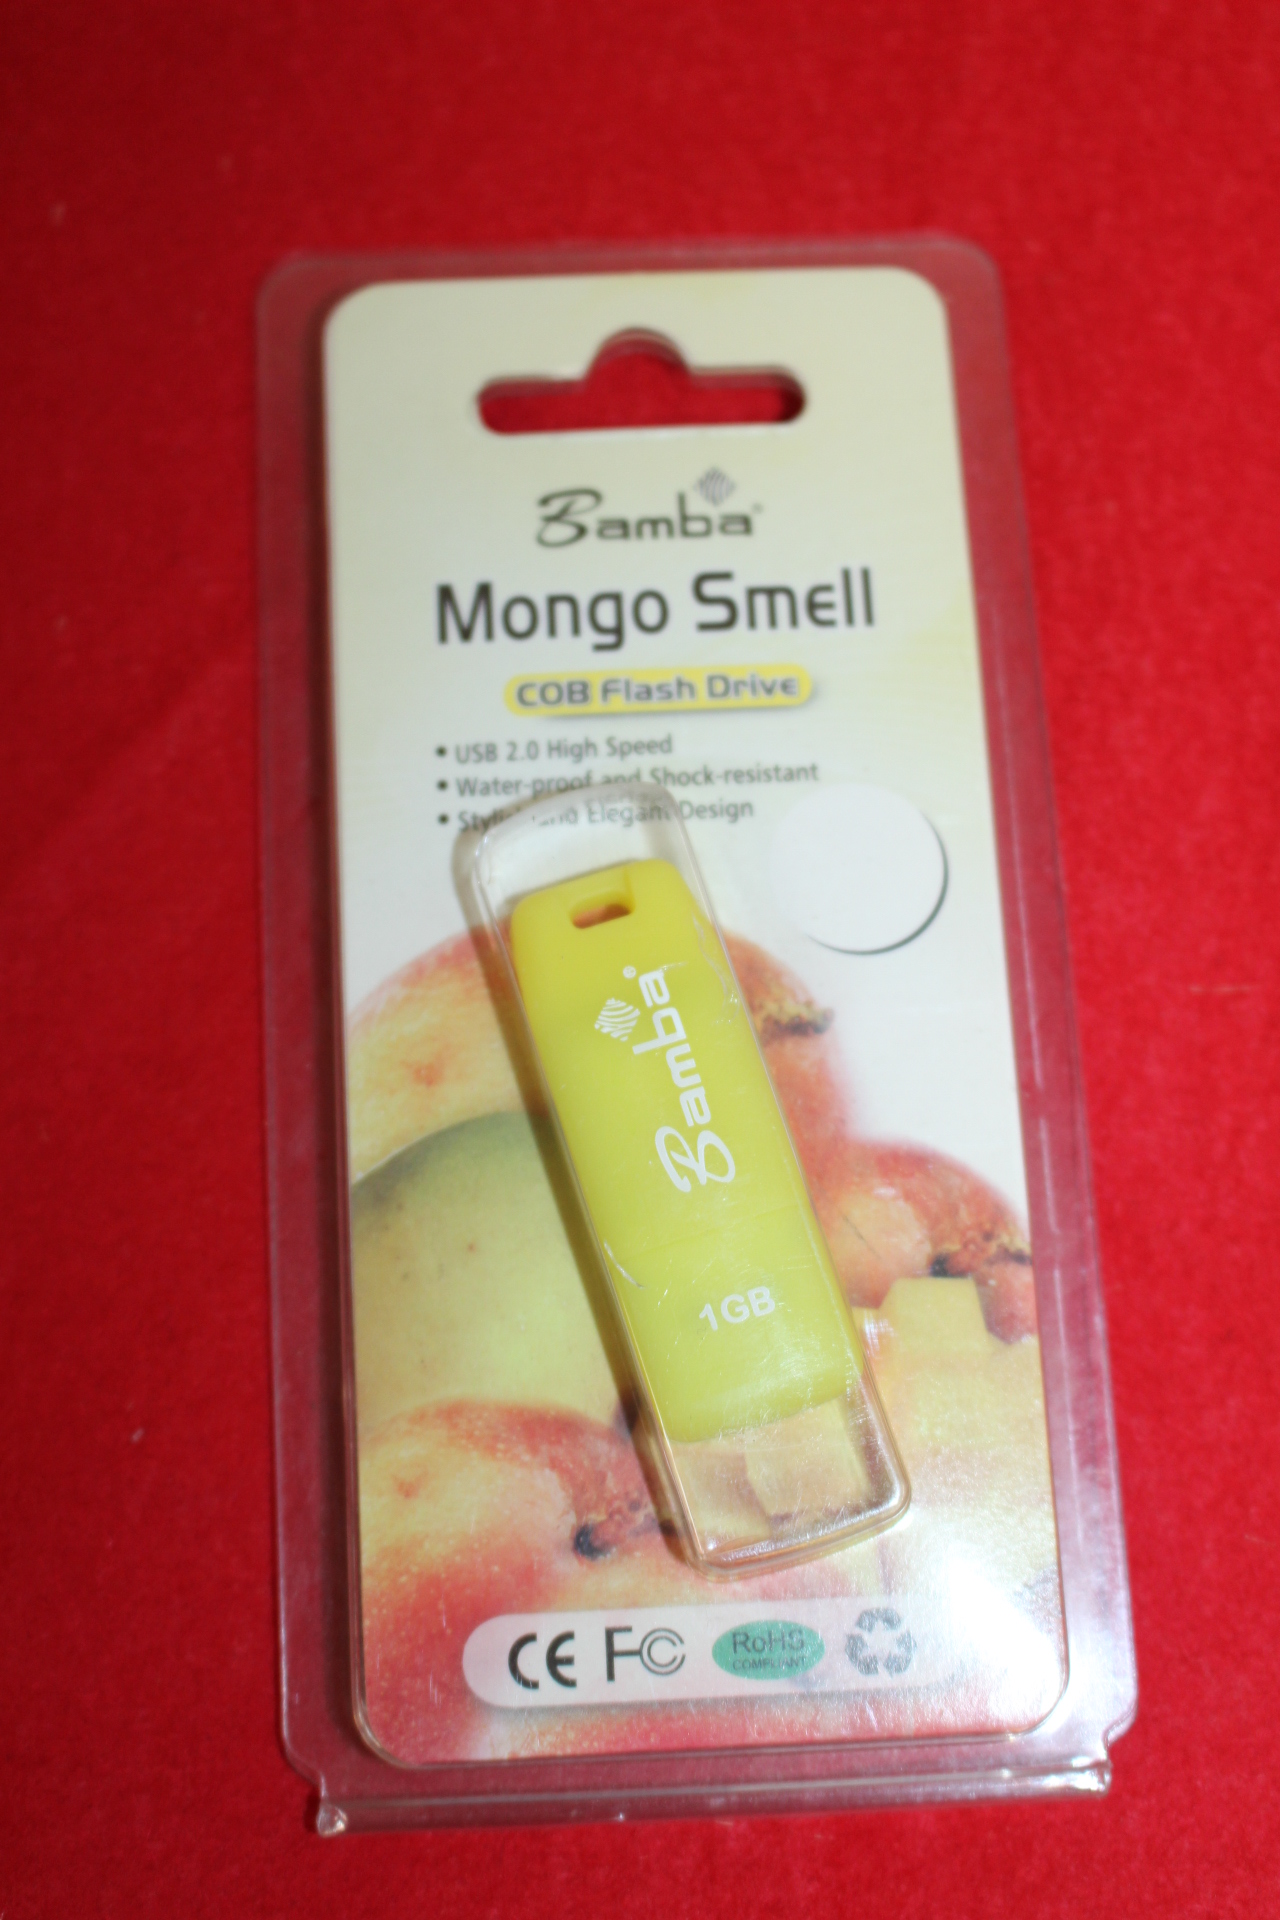 Bamba®
Mongo Smell
COB Flash Drive
• USB 2.0 High Speed
• Water-proof and Shock-resistant
• Elegant Design
Bamba®
1GB
CE FC RoHS
COMPLIANT